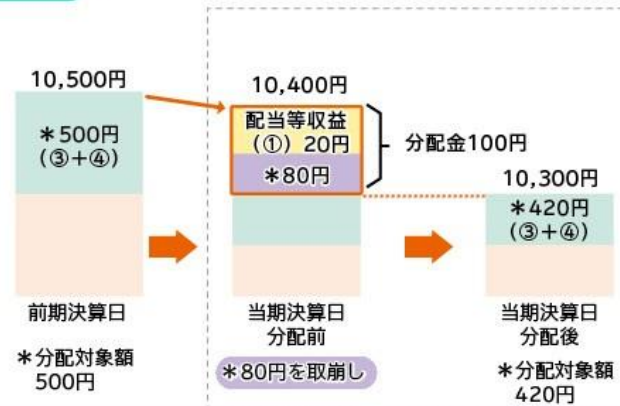 10,500円
＊500円
（③＋④）
前期決算日
＊分配対象額
500円
10,400円
配当等収益
（①）20円
＊80円
分配金100円
当期決算日
分配前
＊80円を取崩し
10,300円
＊420円
（③＋④）
当期決算日
分配後
＊分配対象額
420円